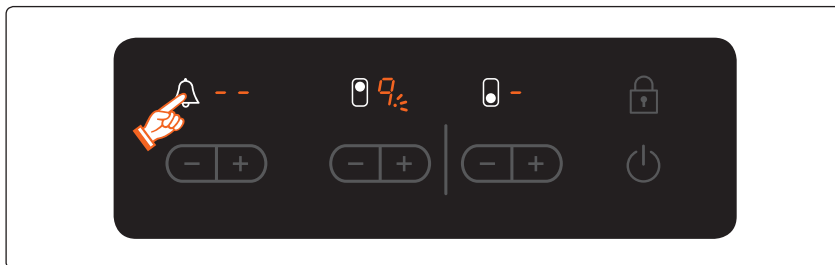 - - 9. -
- + - + - +